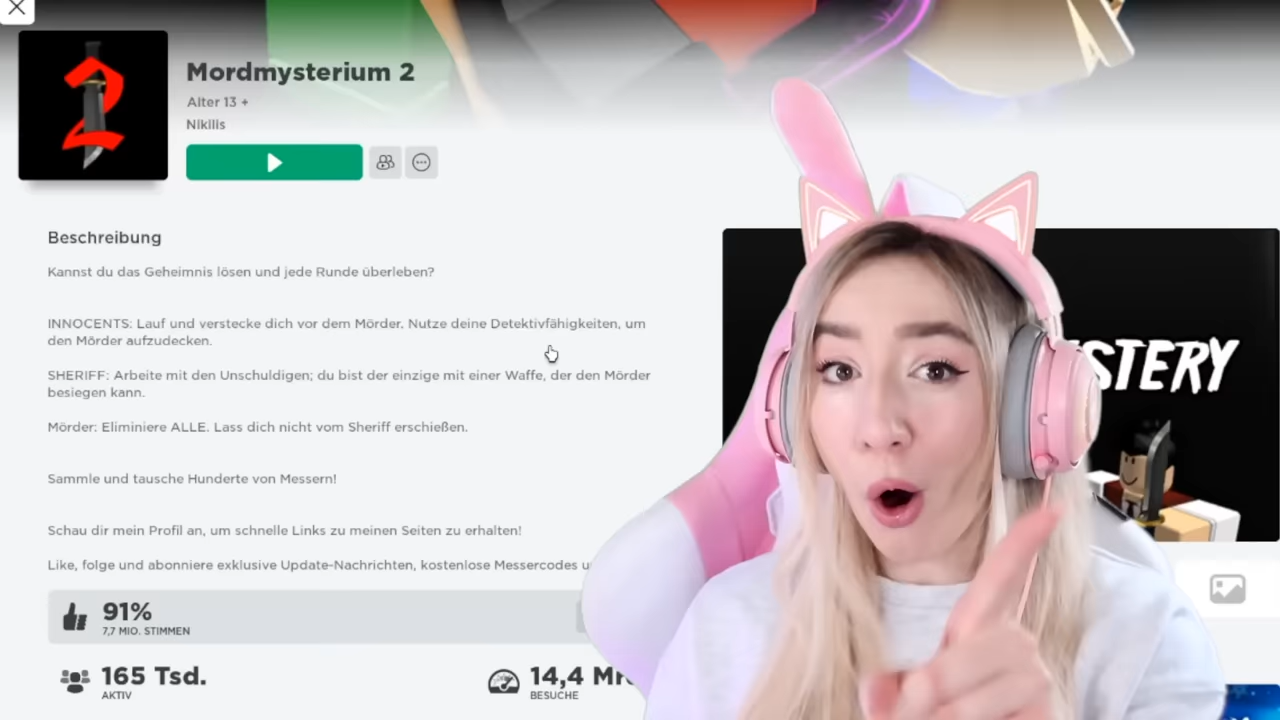 2
Mordmysterium 2
Alter 13 +
Nikilis
Beschreibung
Kannst du das Geheimnis lösen und jede Runde überleben?
INNOCENTS: Lauf und verstecke dich vor dem Mörder. Nutze deine Detektivfähigkeiten, um
den Mörder aufzudecken.
SHERIFF: Arbeite mit den Unschuldigen; du bist der einzige mit einer Waffe, der den Mörder
besiegen kann.
Mörder: Eliminiere ALLE. Lass dich nicht vom Sheriff erschießen.
Sammle und tausche Hunderte von Messern!
Schau dir mein Profil an, um schnelle Links zu meinen Seiten zu erhalten!
Like, folge und abonniere exklusive Update-Nachrichten, kostenlose Messercodes
91%
7,7 MIO. STIMMEN
165 Tsd.
AKTIV
14,4
BESUCHE
YSTERY